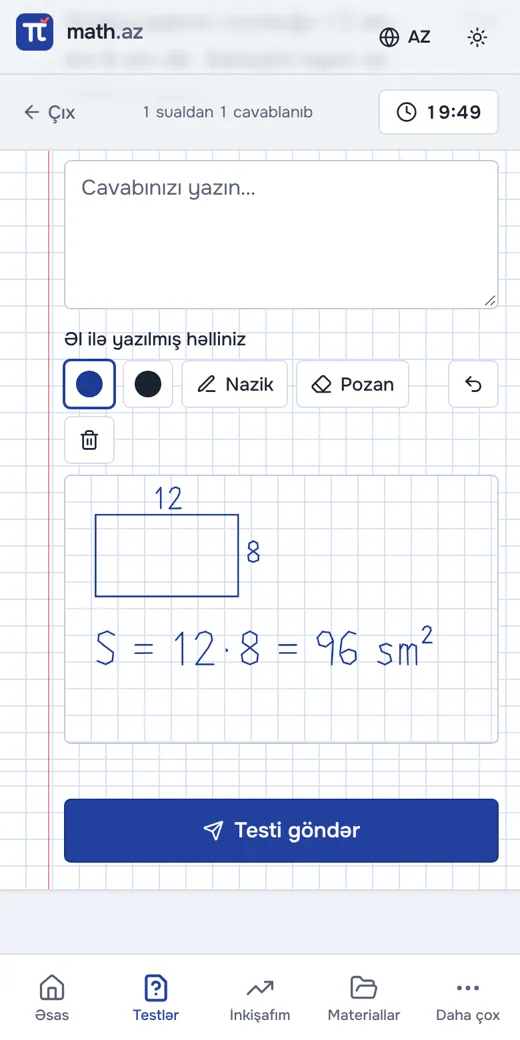 math.az
AZ
Çıx
1 sualdan 1 cavablanıb
19:49
Cavabınızı yazın...
Əl ilə yazılmış həlliniz
Nazik
Pozan
12
8
S = 12·8 = 96 sm²
Testi göndər
Əsas
Testlər
İnkişafım
Materiallar
Daha çox